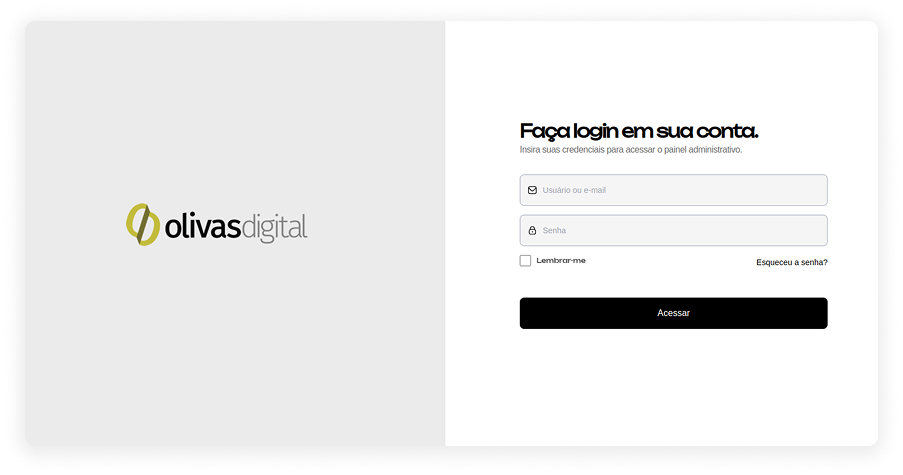 olivasdigital
Faça login em sua conta.
Insira suas credenciais para acessar o painel administrativo.
Usuário ou e-mail
Senha
Lembrar-me
Esqueceu a senha?
Acessar